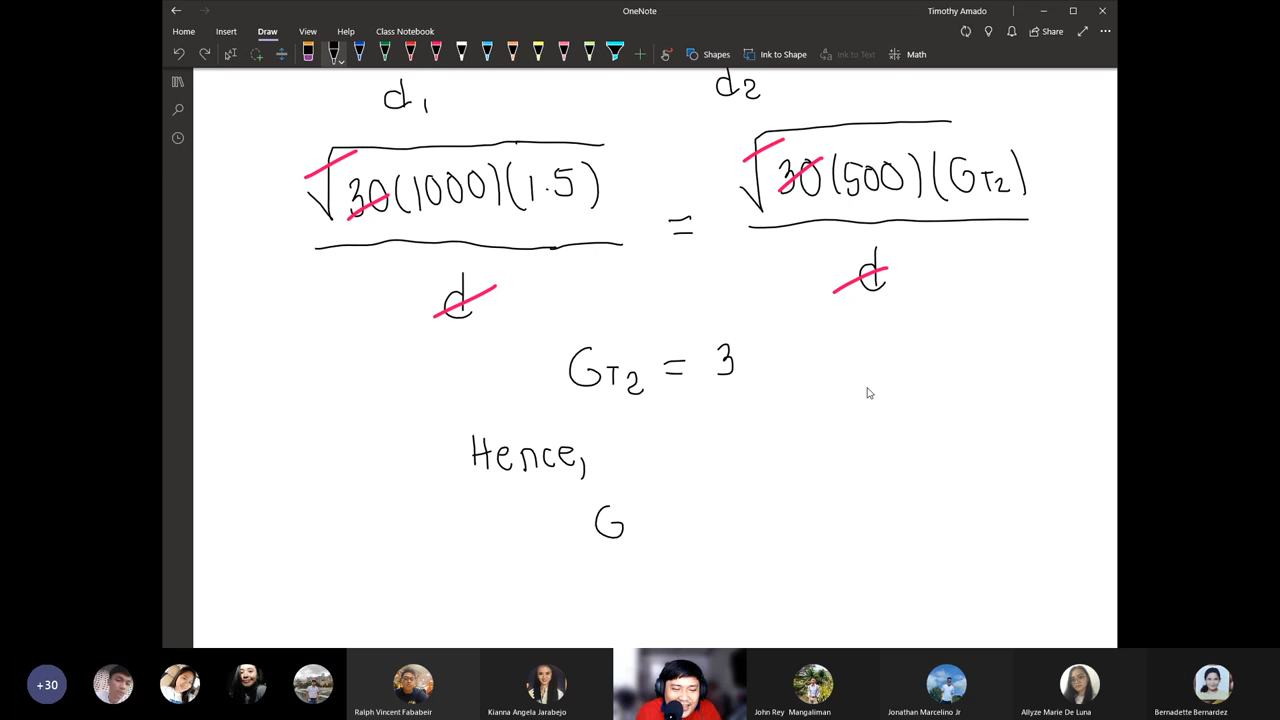 OneNote
Timothy Amado
Home Insert Draw View Help Class Notebook
Share
Shapes Ink to Shape Ink to Text Math
d₁ d₂
√30(1000)(1.5) / d = √30(500)(GT₂) / d
GT₂ = 3
Hence,
G
+30
Ralph Vincent Fababeir
Kianna Angela Jarabejo
John Rey Mangaliman
Jonathan Marcelino Jr
Allyze Marie De Luna
Bernadette Bernardez